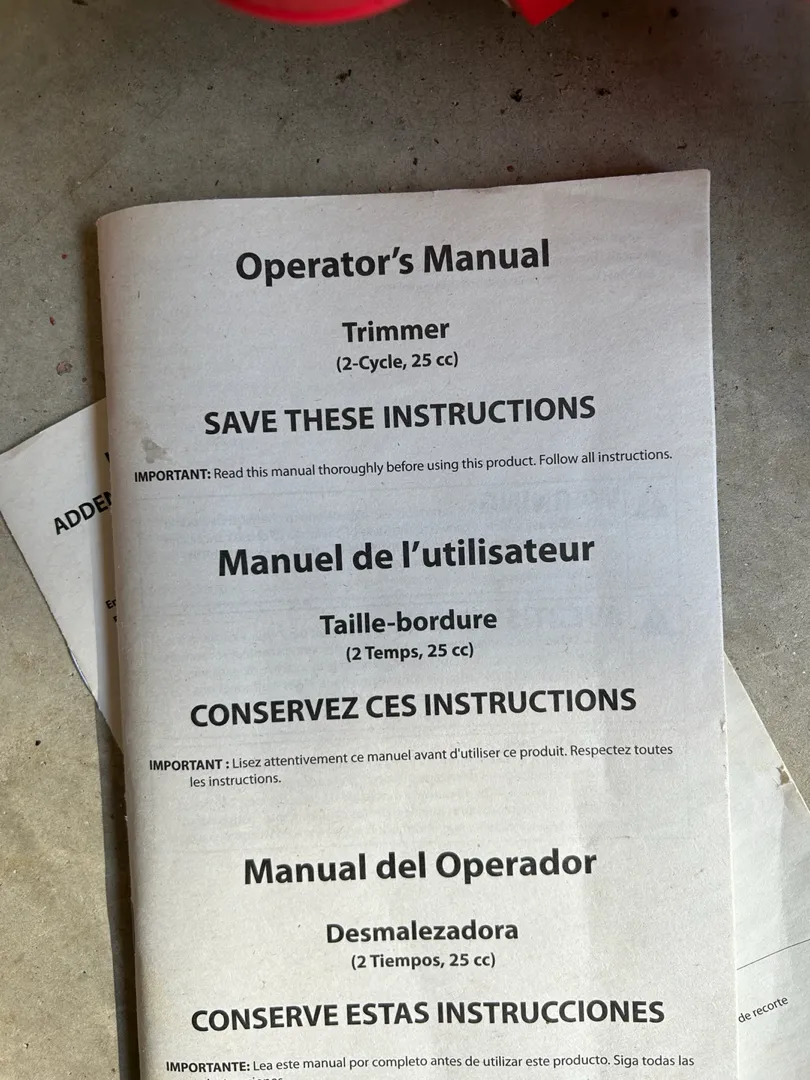 Operator's Manual
Trimmer
(2-Cycle, 25 cc)
SAVE THESE INSTRUCTIONS
IMPORTANT: Read this manual thoroughly before using this product. Follow all instructions.
Manuel de l'utilisateur
Taille-bordure
(2 Temps, 25 cc)
CONSERVEZ CES INSTRUCTIONS
IMPORTANT : Lisez attentivement ce manuel avant d'utiliser ce produit. Respectez toutes
les instructions.
Manual del Operador
Desmalezadora
(2 Tiempos, 25 cc)
CONSERVE ESTAS INSTRUCCIONES
IMPORTANTE: Lea este manual por completo antes de utilizar este producto. Siga todas las
de recorte